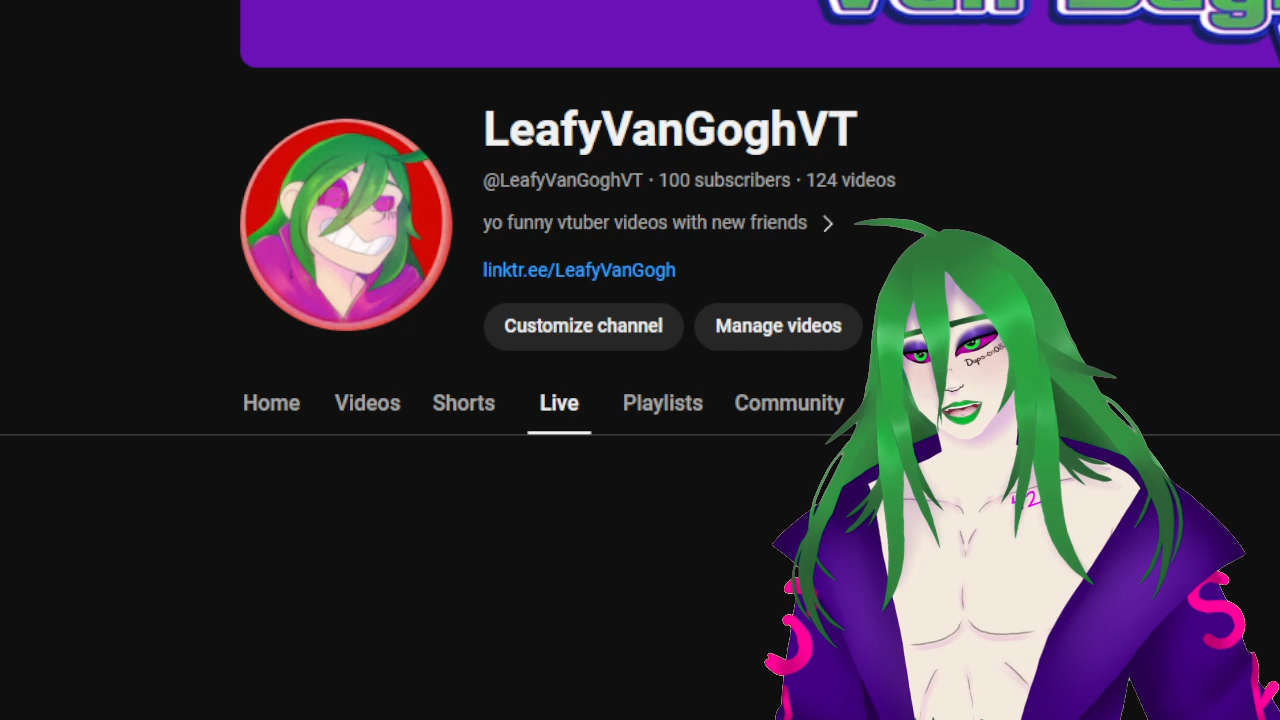 LeafyVanGoghVT
@LeafyVanGoghVT · 100 subscribers · 124 videos
yo funny vtuber videos with new friends
linktr.ee/LeafyVanGogh
Customize channel Manage videos
Home Videos Shorts Live Playlists Community